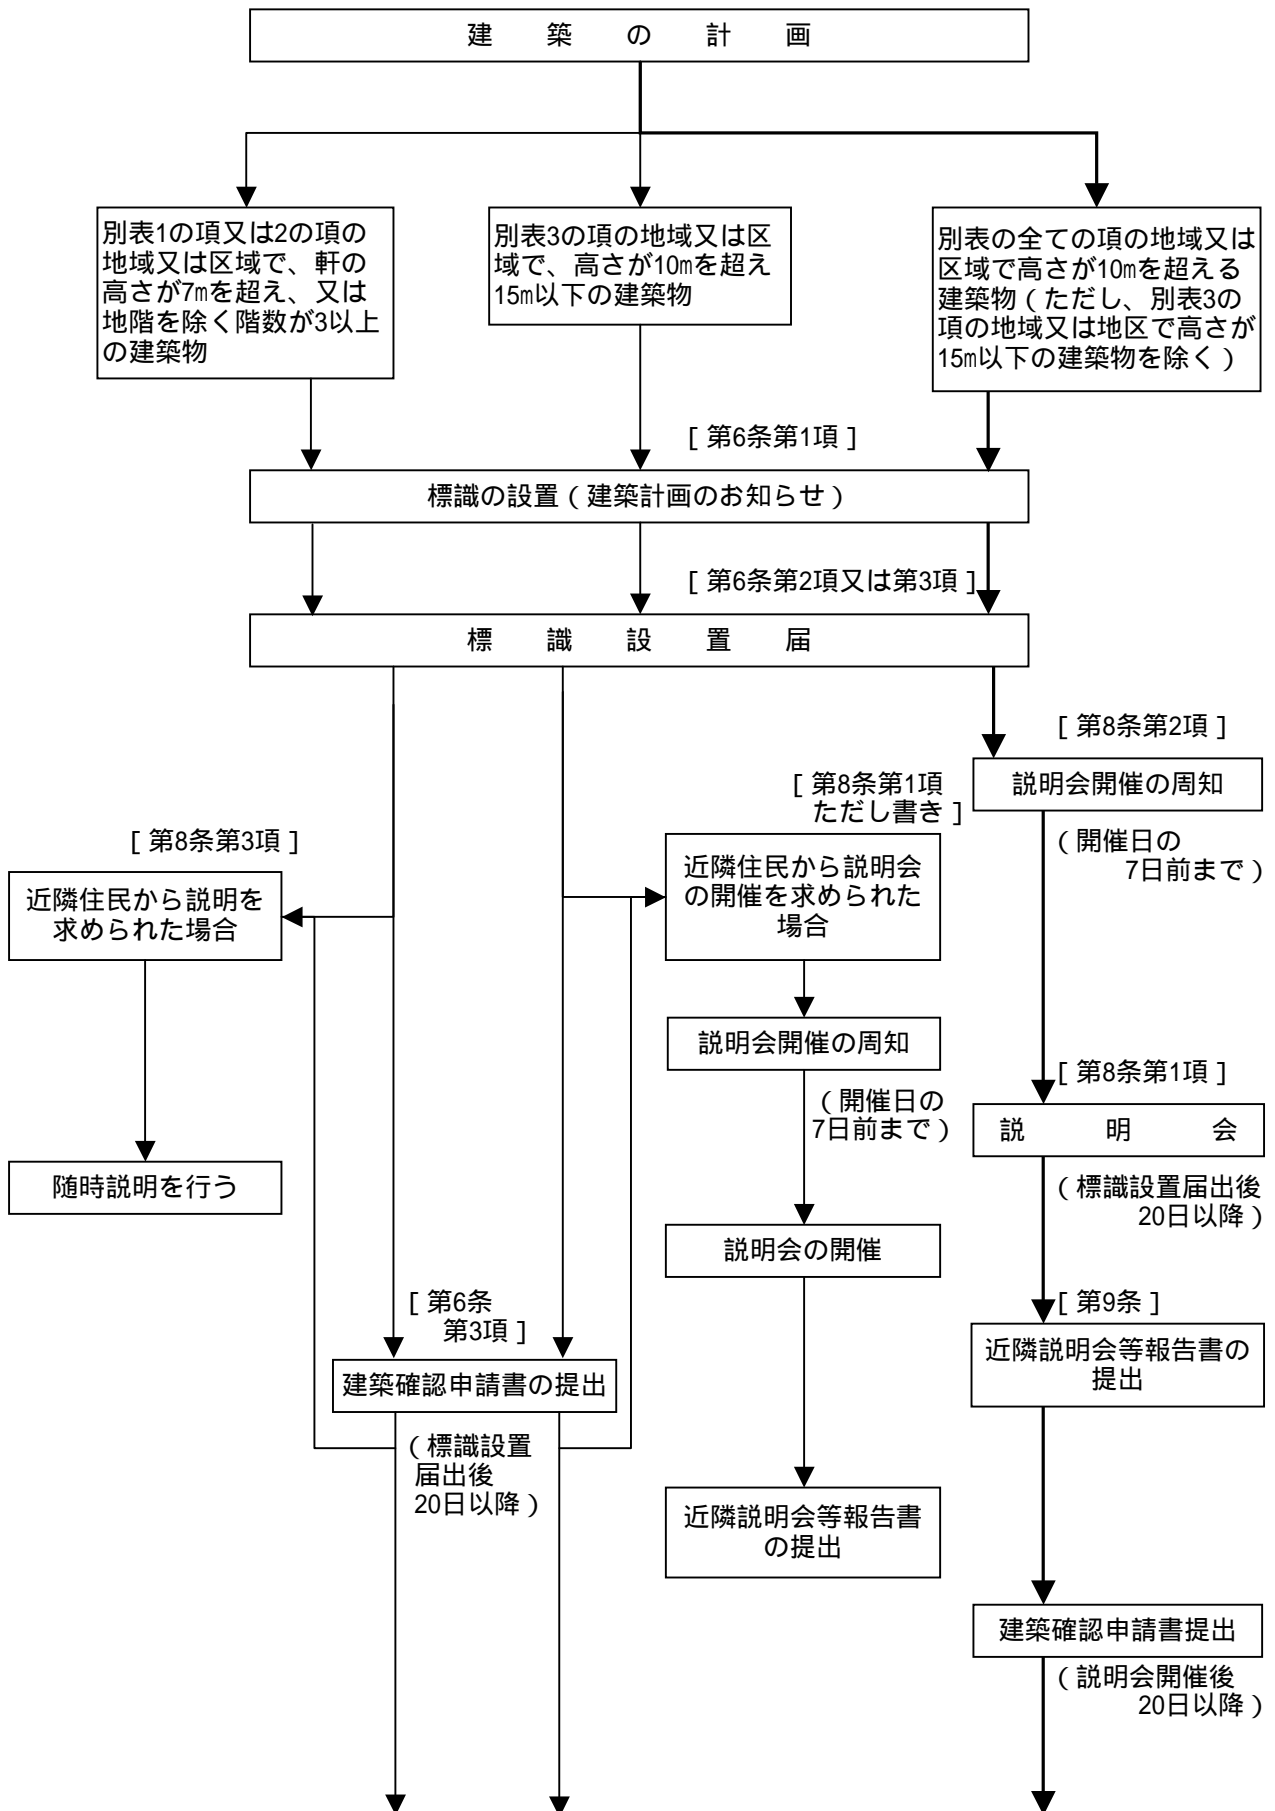 建　築　の　計　画
別表1の項又は2の項の
地域又は区域で、軒の
高さが7mを超え、又は
地階を除く階数が3以上
の建築物
別表3の項の地域又は区
域で、高さが10mを超え
15m以下の建築物
別表の全ての項の地域又は
区域で高さが10mを超える
建築物（ただし、別表3の
項の地域又は地区で高さが
15m以下の建築物を除く）
［第6条第1項］
標識の設置（建築計画のお知らせ）
［第6条第2項又は第3項］
標　識　設　置　届
［第8条第2項］
説明会開催の周知
（開催日の
7日前まで）
［第8条第1項
ただし書き］
［第8条第3項］
近隣住民から説明を
求められた場合
近隣住民から説明会
の開催を求められた
場合
説明会開催の周知
（開催日の
7日前まで）
［第8条第1項］
説　明　会
（標識設置届出後
20日以降）
随時説明を行う
説明会の開催
［第6条
第3項］
建築確認申請書の提出
（標識設置
届出後
20日以降）
［第9条］
近隣説明会等報告書の
提出
近隣説明会等報告書
の提出
建築確認申請書提出
（説明会開催後
20日以降）